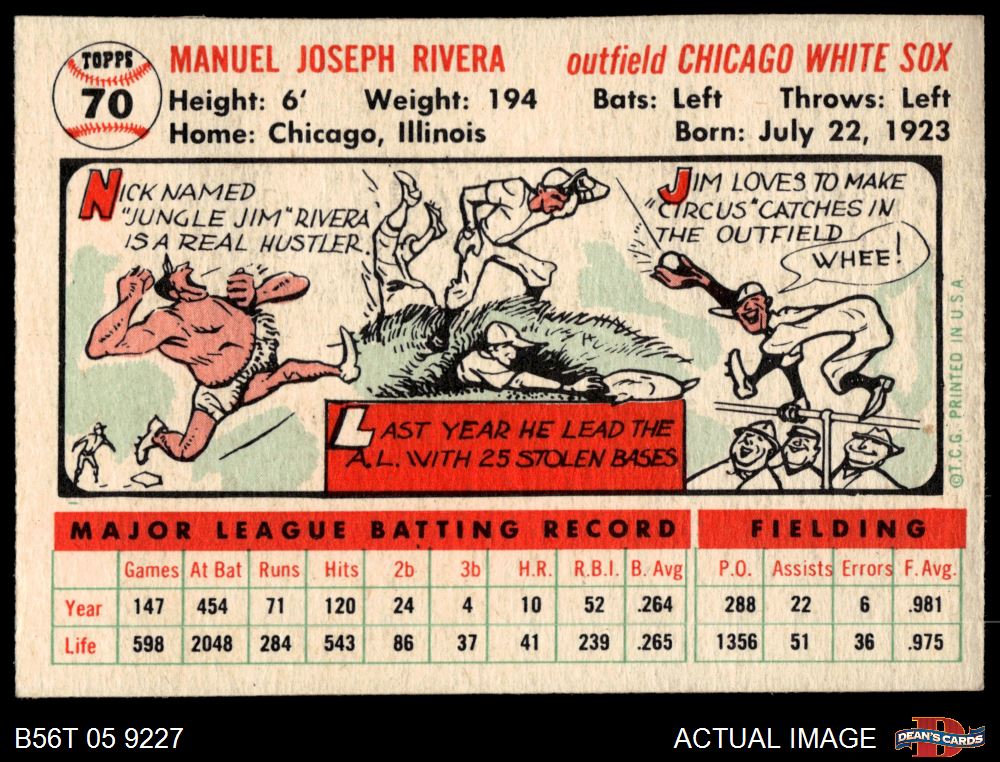 TOPPS
70
MANUEL JOSEPH RIVERA
outfield CHICAGO WHITE SOX
Height: 6' Weight: 194 Bats: Left Throws: Left
Home: Chicago, Illinois Born: July 22, 1923
NICK NAMED
"JUNGLE JIM" RIVERA
IS A REAL HUSTLER.
JIM LOVES TO MAKE
"CIRCUS" CATCHES IN
THE OUTFIELD
WHEE!
LAST YEAR HE LEAD THE
A.L. WITH 25 STOLEN BASES
©T.C.G. PRINTED IN U.S.A
MAJOR LEAGUE BATTING RECORD FIELDING
Games At Bat Runs Hits 2b 3b H.R. R.B.I. B. Avg P.O. Assists Errors F. Avg.
Year 147 454 71 120 24 4 10 52 .264 288 22 6 .981
Life 598 2048 284 543 86 37 41 239 .265 1356 51 36 .975
B56T 05 9227 ACTUAL IMAGE
DEAN'S CARDS